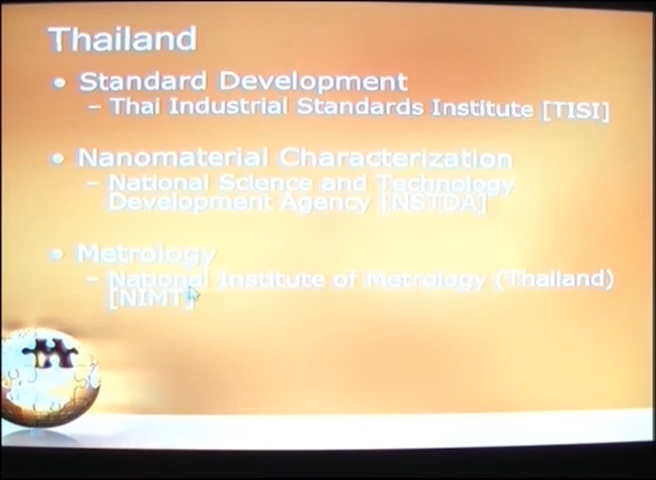 Thailand
• Standard Development
– Thai Industrial Standards Institute [TISI]
• Nanomaterial Characterization
– National Science and Technology
Development Agency [NSTDA]
• Metrology
– National Institute of Metrology (Thailand)
[NIMT]